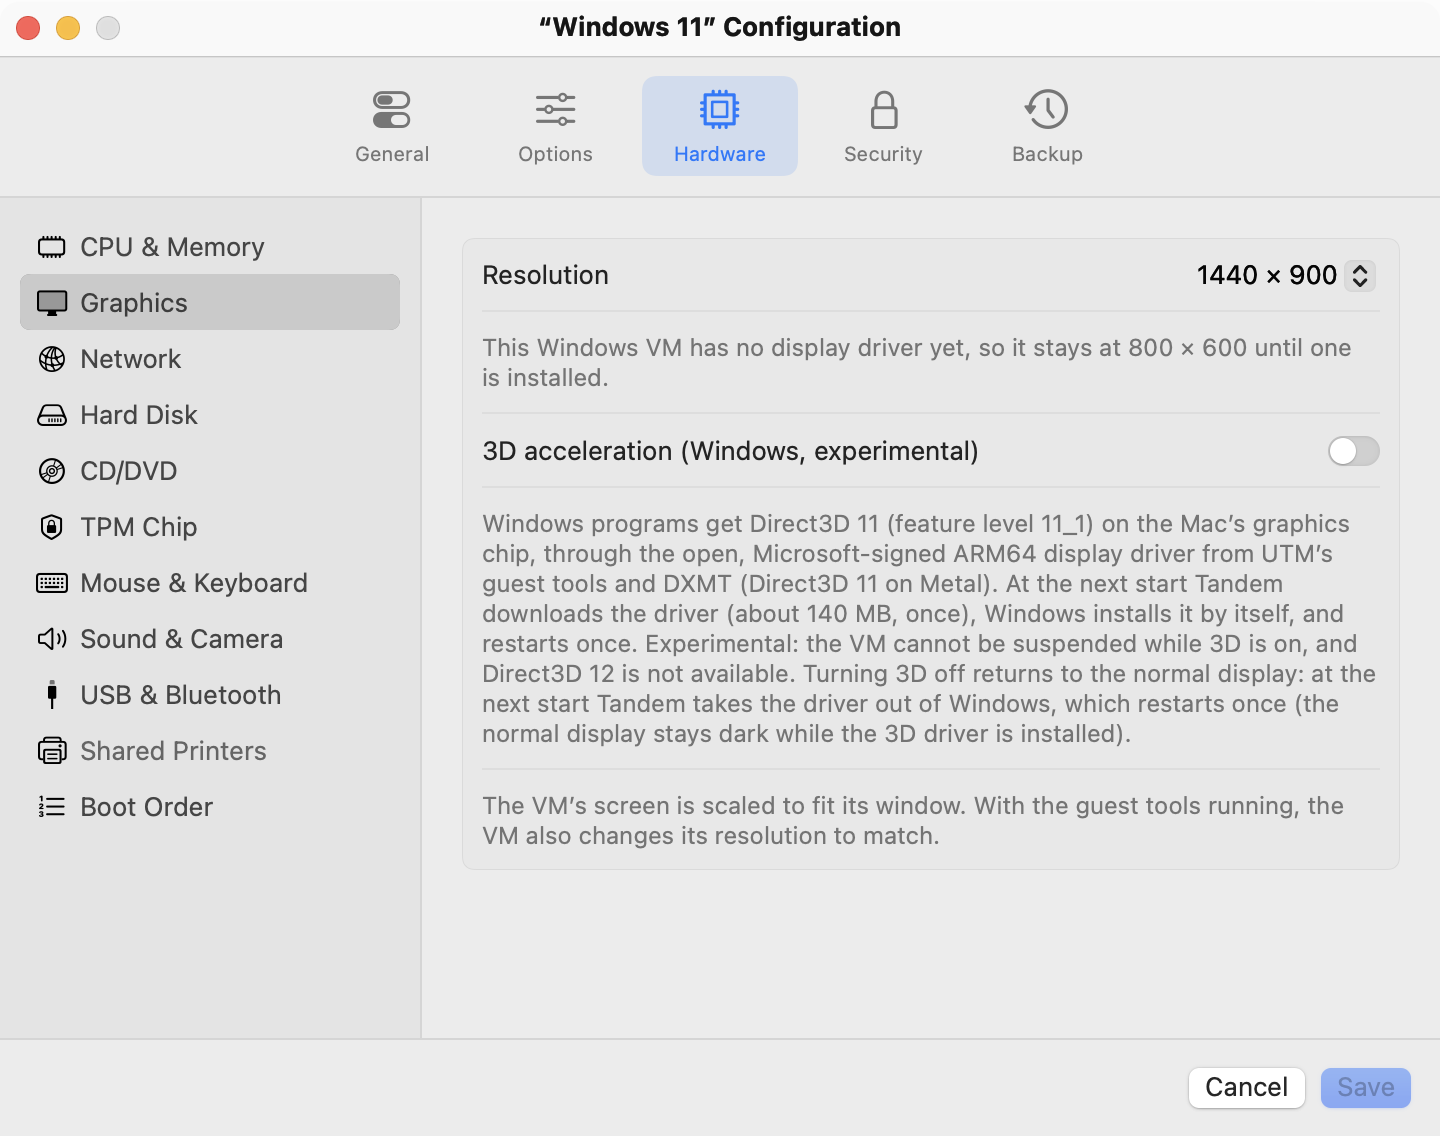 “Windows 11” Configuration
General
Options
Hardware
Security
Backup
CPU & Memory
Graphics
Network
Hard Disk
CD/DVD
TPM Chip
Mouse & Keyboard
Sound & Camera
USB & Bluetooth
Shared Printers
Boot Order
Resolution
1440 × 900
This Windows VM has no display driver yet, so it stays at 800 × 600 until one
is installed.
3D acceleration (Windows, experimental)
Windows programs get Direct3D 11 (feature level 11_1) on the Mac’s graphics
chip, through the open, Microsoft-signed ARM64 display driver from UTM’s
guest tools and DXMT (Direct3D 11 on Metal). At the next start Tandem
downloads the driver (about 140 MB, once), Windows installs it by itself, and
restarts once. Experimental: the VM cannot be suspended while 3D is on, and
Direct3D 12 is not available. Turning 3D off returns to the normal display: at the
next start Tandem takes the driver out of Windows, which restarts once (the
normal display stays dark while the 3D driver is installed).
The VM’s screen is scaled to fit its window. With the guest tools running, the
VM also changes its resolution to match.
Cancel
Save